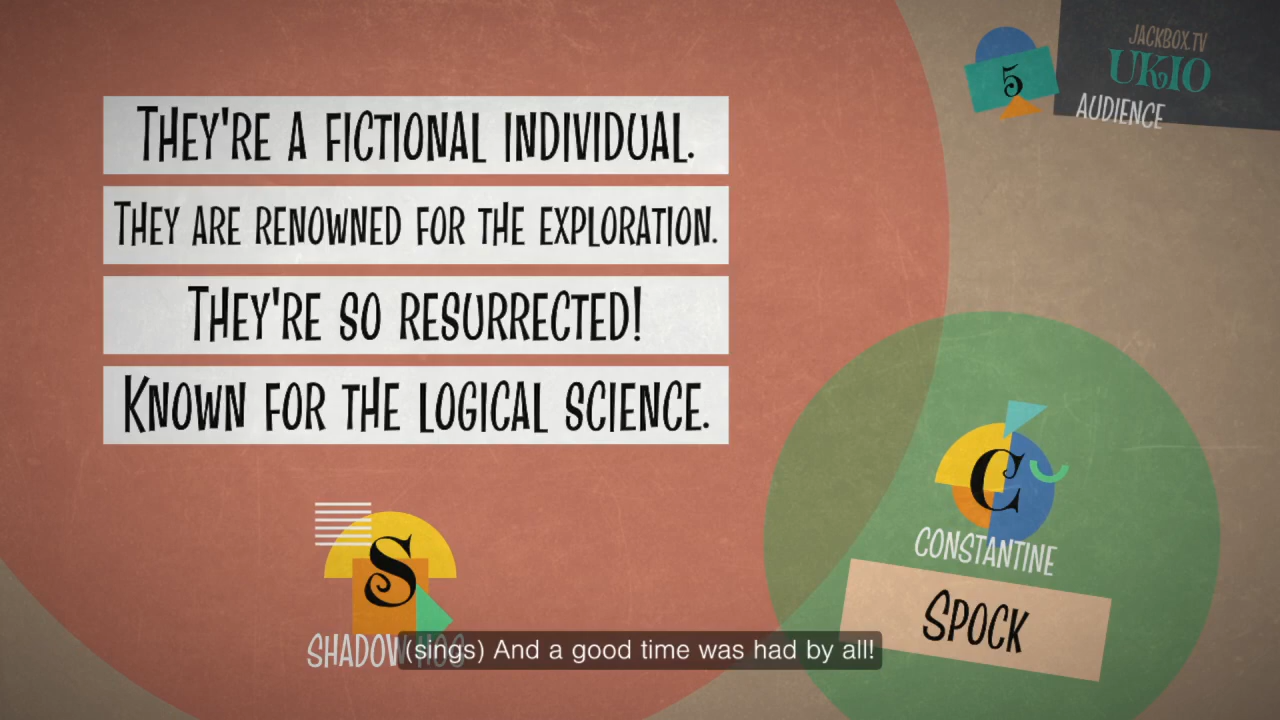 JACKBOX.TV
UKIO
5
AUDIENCE
THEY'RE A FICTIONAL INDIVIDUAL.
THEY ARE RENOWNED FOR THE EXPLORATION.
THEY'RE SO RESURRECTED!
KNOWN FOR THE LOGICAL SCIENCE.
C
CONSTANTINE
SPOCK
S
SHADOW
(sings) And a good time was had by all!